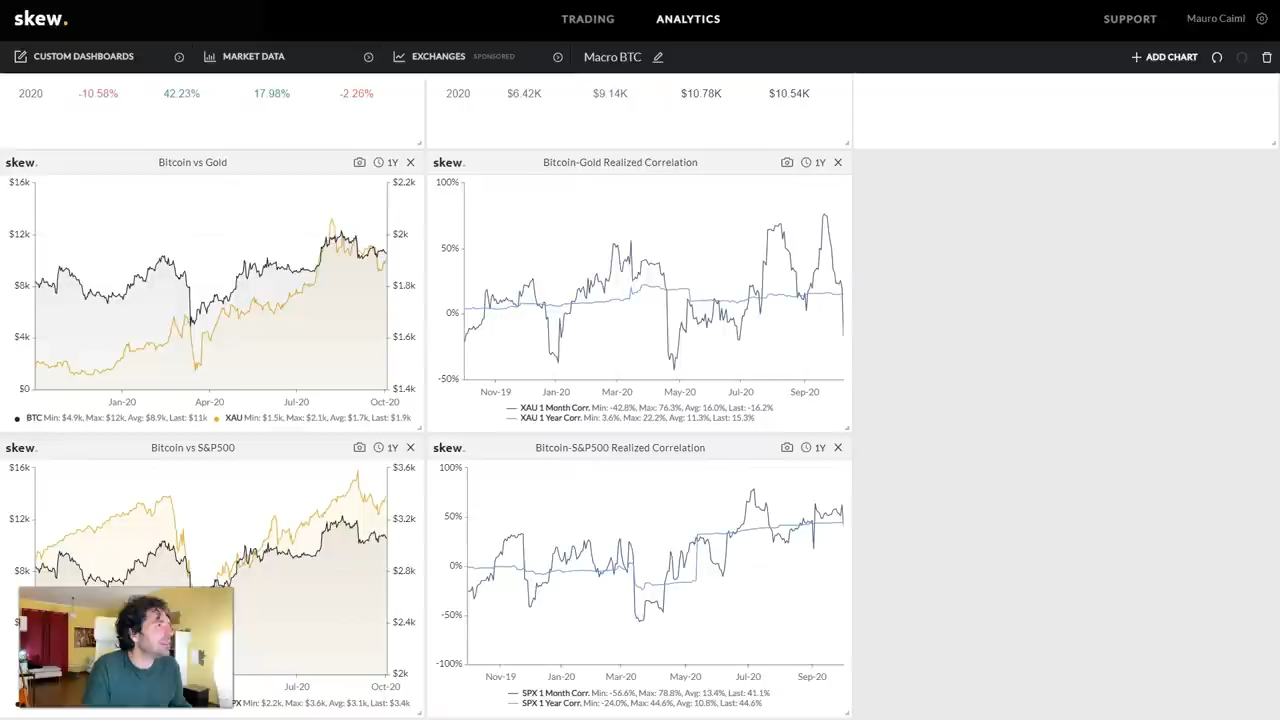 skew. TRADING ANALYTICS SUPPORT Mauro Caimi
CUSTOM DASHBOARDS MARKET DATA EXCHANGES SPONSORED Macro BTC + ADD CHART
2020 -10.58% 42.23% 17.98% -2.26% 2020 $6.42K $9.14K $10.78K $10.54K
skew. Bitcoin vs Gold 1Y
$16k $2.2k
$12k $2k
$8k $1.8k
$4k $1.6k
$0 $1.4k
Jan-20 Apr-20 Jul-20 Oct-20
BTC Min: $4.9k, Max: $12k, Avg: $8.9k, Last: $11k XAU Min: $1.5k, Max: $2.1k, Avg: $1.7k, Last: $1.9k
skew. Bitcoin-Gold Realized Correlation 1Y
100%
50%
0%
-50%
Nov-19 Jan-20 Mar-20 May-20 Jul-20 Sep-20
XAU 1 Month Corr. Min: -42.8%, Max: 76.3%, Avg: 16.0%, Last: -16.2%
XAU 1 Year Corr. Min: 3.6%, Max: 22.2%, Avg: 11.3%, Last: 15.3%
skew. Bitcoin vs S&P500 1Y
$16k $3.6k
$12k $3.2k
$8k $2.8k
$2.4k
$2k
Jul-20 Oct-20
PX Min: $2.2k, Max: $3.6k, Avg: $3.1k, Last: $3.4k
skew. Bitcoin-S&P500 Realized Correlation 1Y
100%
50%
0%
-50%
-100%
Nov-19 Jan-20 Mar-20 May-20 Jul-20 Sep-20
SPX 1 Month Corr. Min: -56.6%, Max: 78.8%, Avg: 13.4%, Last: 41.1%
SPX 1 Year Corr. Min: -24.0%, Max: 44.6%, Avg: 10.8%, Last: 44.6%